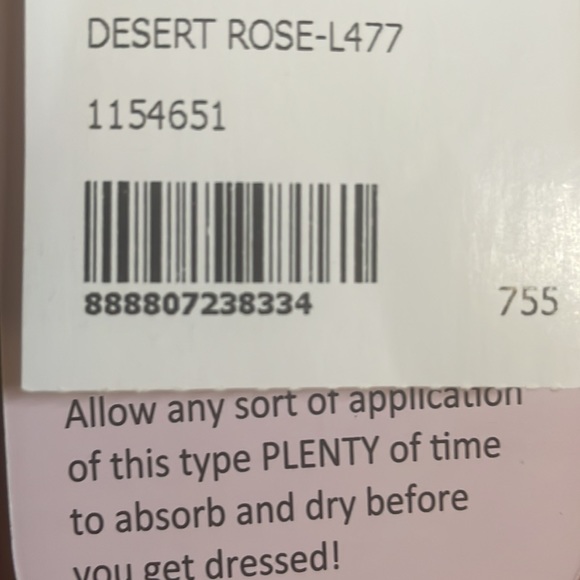 DESERT ROSE-L477
1154651
888807238334
755
Allow any sort of application
of this type PLENTY of time
to absorb and dry before
you get dressed!